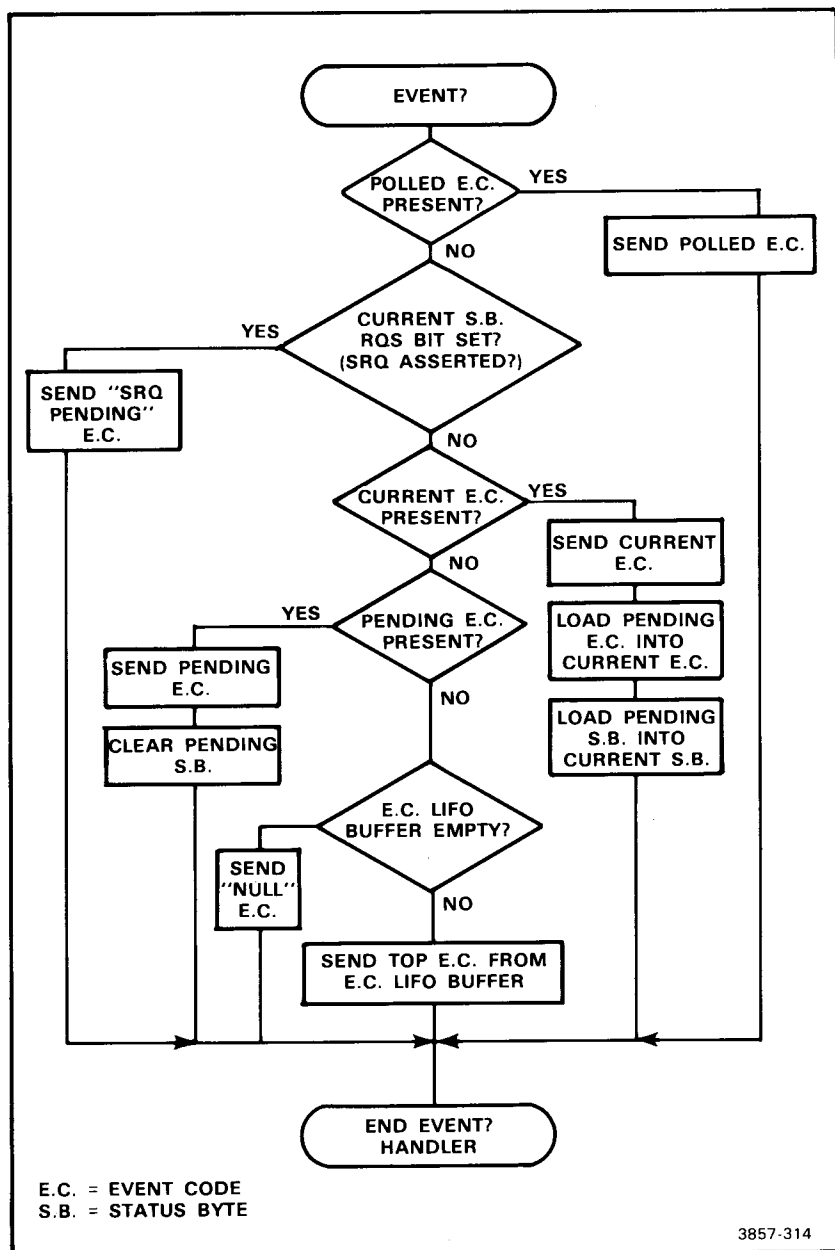 EVENT?
POLLED E.C.
PRESENT?
YES
SEND POLLED E.C.
NO
CURRENT S.B.
RQS BIT SET?
(SRQ ASSERTED?)
YES
SEND "SRQ
PENDING"
E.C.
NO
CURRENT E.C.
PRESENT?
YES
SEND CURRENT
E.C.
LOAD PENDING
E.C. INTO
CURRENT E.C.
LOAD PENDING
S.B. INTO
CURRENT S.B.
NO
PENDING E.C.
PRESENT?
YES
SEND PENDING
E.C.
CLEAR PENDING
S.B.
NO
E.C. LIFO
BUFFER EMPTY?
SEND
"NULL"
E.C.
NO
SEND TOP E.C. FROM
E.C. LIFO BUFFER
END EVENT?
HANDLER
E.C. = EVENT CODE
S.B. = STATUS BYTE
3857-314